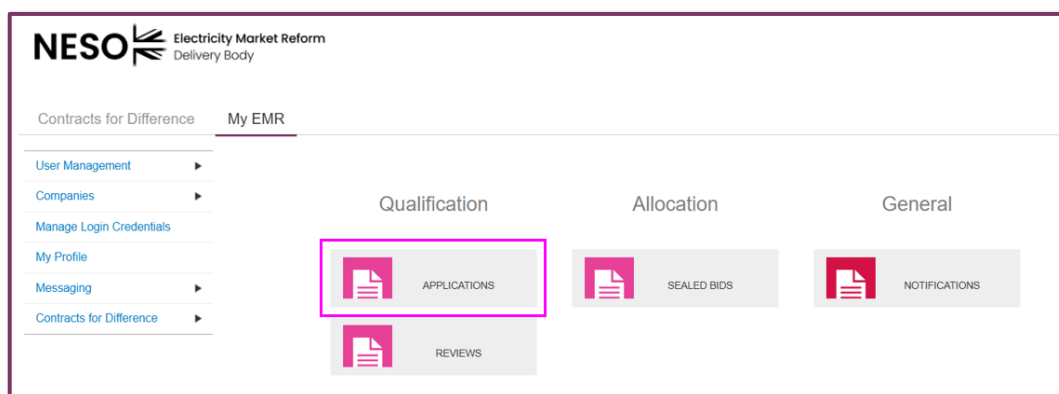 NESO Electricity Market Reform
Delivery Body
Contracts for Difference My EMR
User Management
Companies
Manage Login Credentials
My Profile
Messaging
Contracts for Difference
Qualification Allocation General
APPLICATIONS SEALED BIDS NOTIFICATIONS
REVIEWS